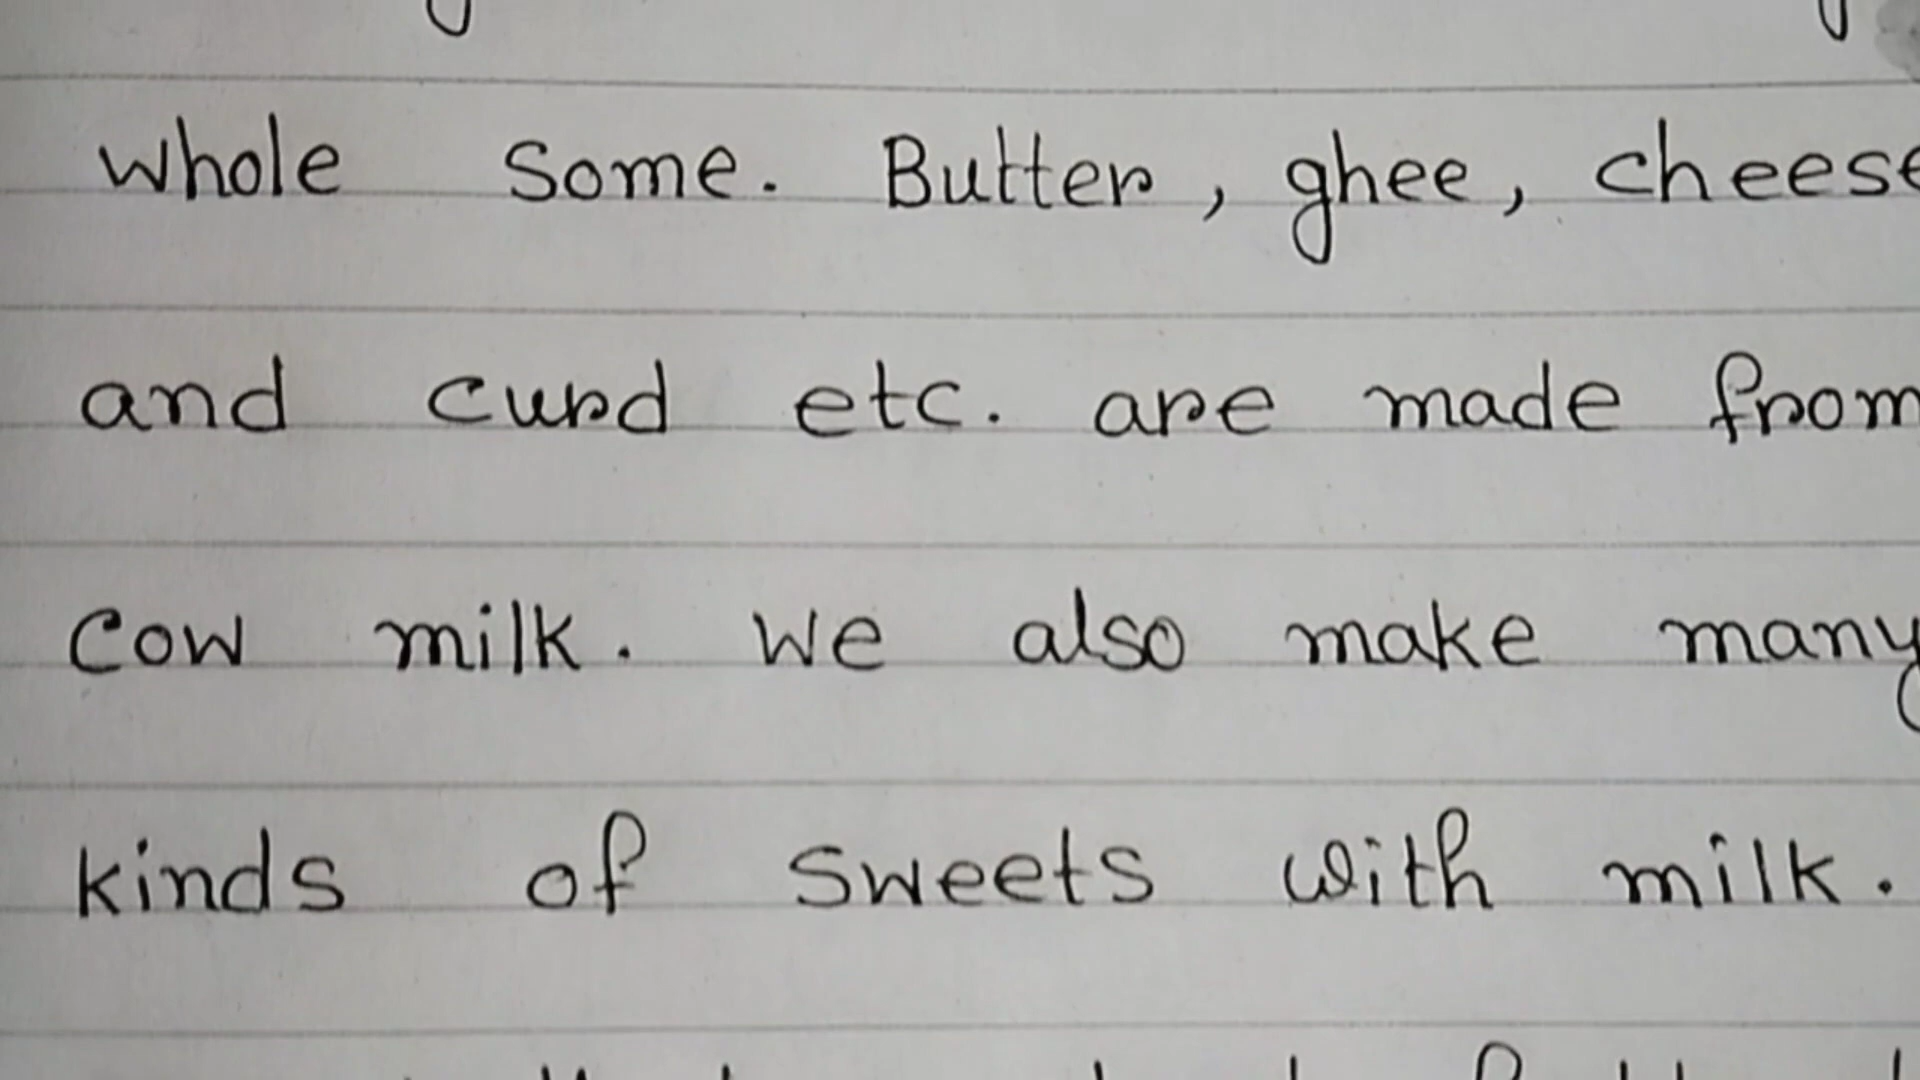 whole some. Butter, ghee, cheese
and curd etc. are made from
cow milk. we also make many
kinds of sweets with milk.